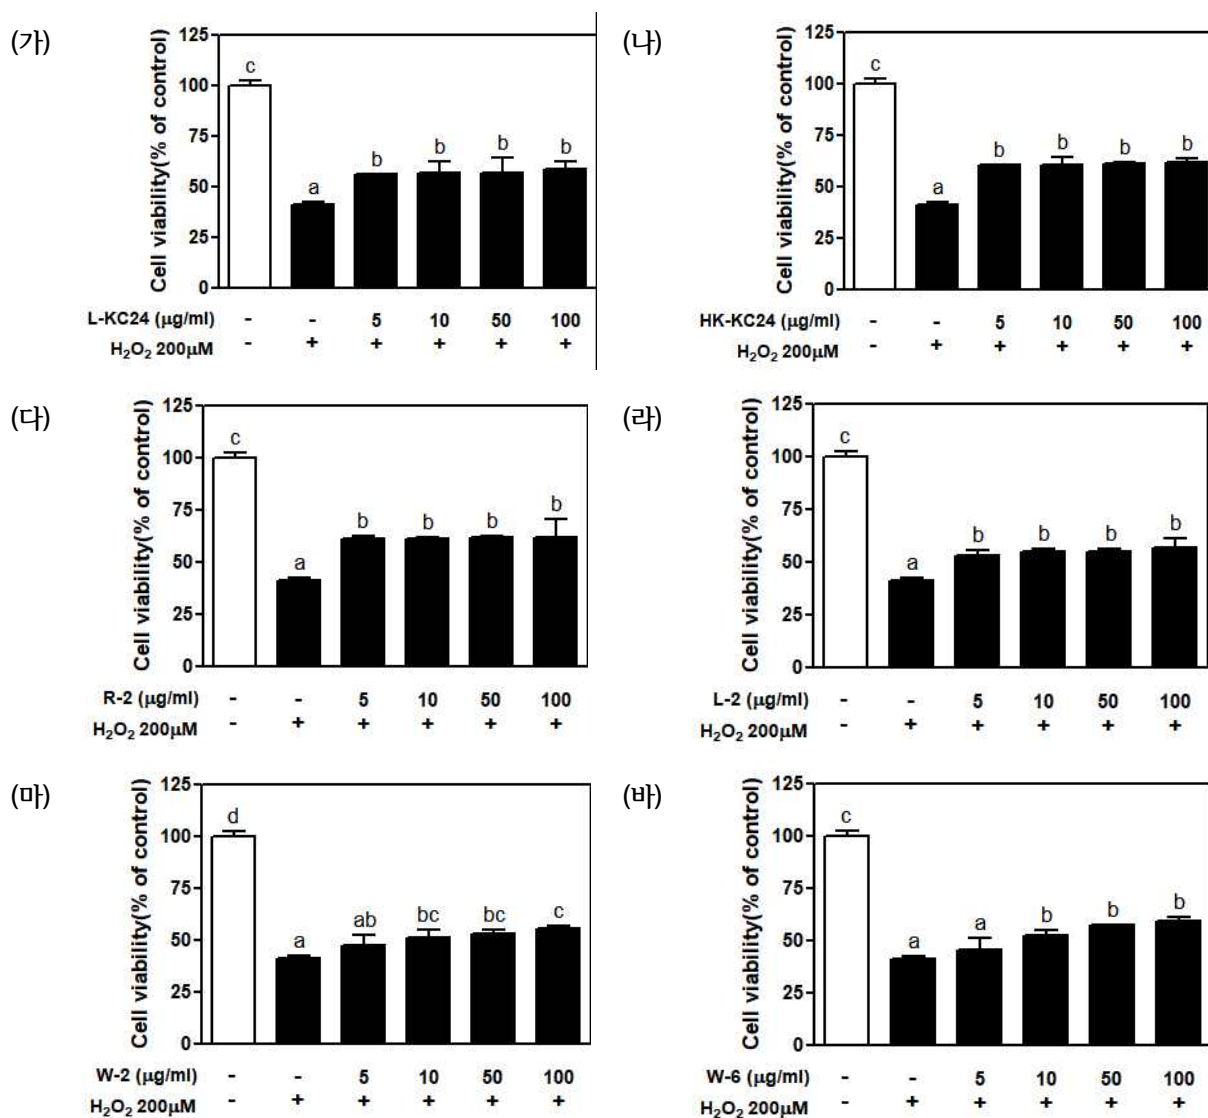 (가)
Cell viability(% of control)
125
100
75
50
25
0
c
a
b
b
b
b
L-KC24 (μg/ml) - - 5 10 50 100
H₂O₂ 200μM - + + + + +
(나)
Cell viability(% of control)
125
100
75
50
25
0
c
a
b
b
b
b
HK-KC24 (μg/ml) - - 5 10 50 100
H₂O₂ 200μM - + + + + +
(다)
Cell viability(% of control)
125
100
75
50
25
0
c
a
b
b
b
b
R-2 (μg/ml) - - 5 10 50 100
H₂O₂ 200μM - + + + + +
(라)
Cell viability(% of control)
125
100
75
50
25
0
c
a
b
b
b
b
L-2 (μg/ml) - - 5 10 50 100
H₂O₂ 200μM - + + + + +
(마)
Cell viability(% of control)
125
100
75
50
25
0
d
a
ab
bc
bc
c
W-2 (μg/ml) - - 5 10 50 100
H₂O₂ 200μM - + + + + +
(바)
Cell viability(% of control)
125
100
75
50
25
0
c
a
a
b
b
b
W-6 (μg/ml) - - 5 10 50 100
H₂O₂ 200μM - + + + + +